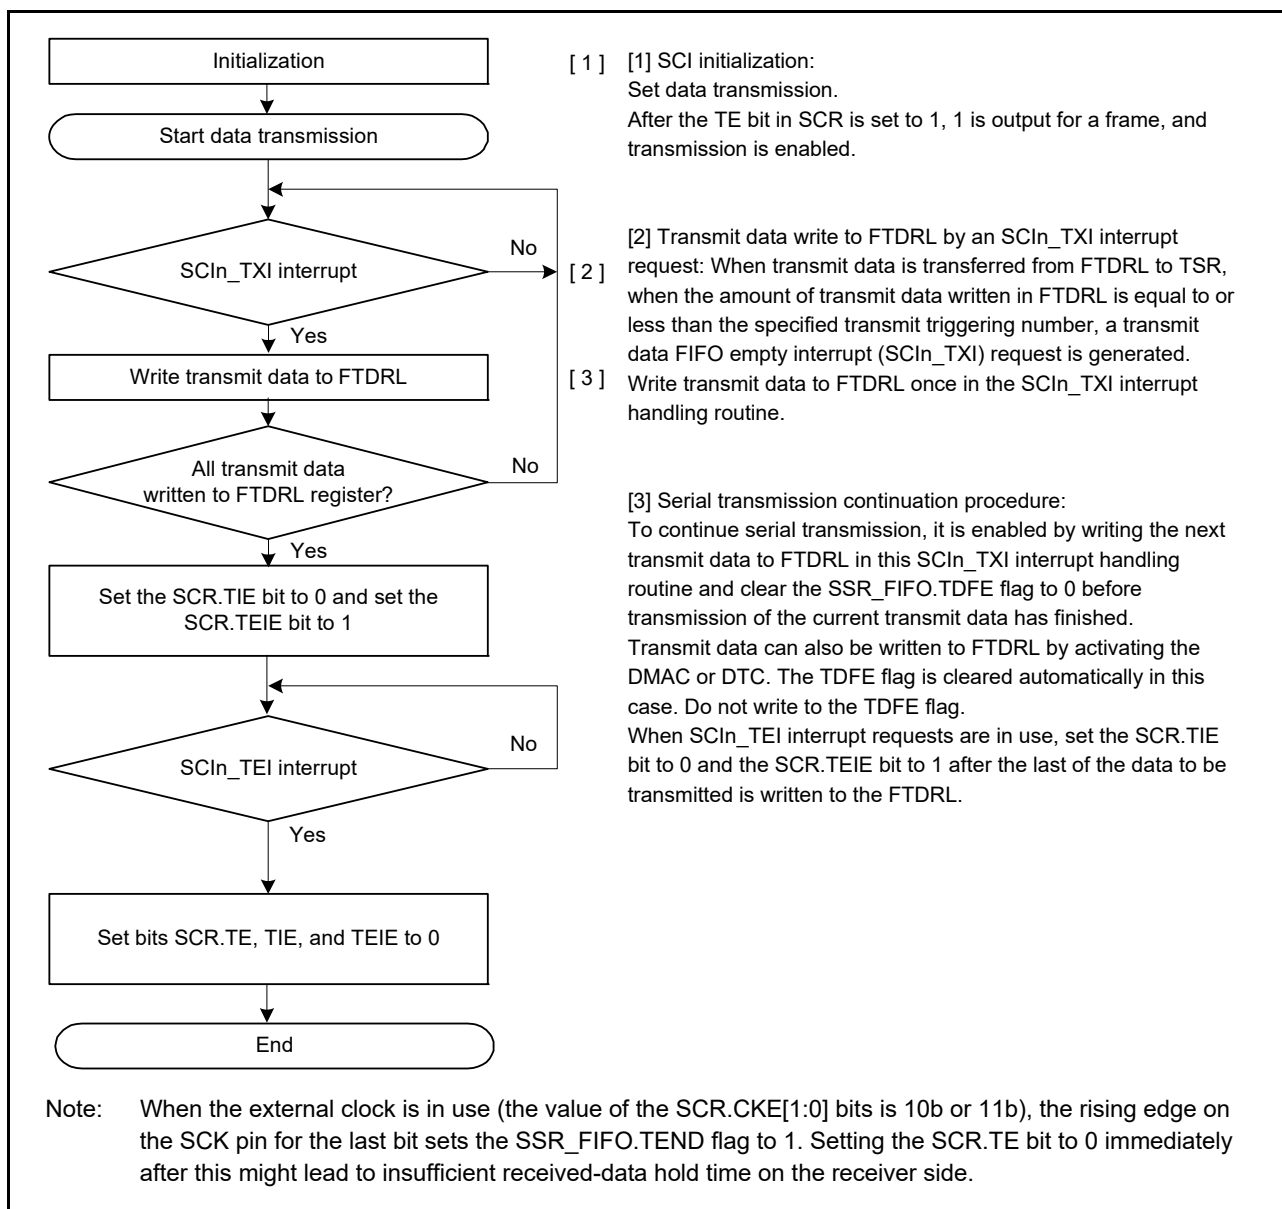 Initialization
[ 1 ]
[1] SCI initialization:
Set data transmission.
After the TE bit in SCR is set to 1, 1 is output for a frame, and
transmission is enabled.
Start data transmission
SCIn_TXI interrupt
No
Yes
[ 2 ]
[2] Transmit data write to FTDRL by an SCIn_TXI interrupt
request: When transmit data is transferred from FTDRL to TSR,
when the amount of transmit data written in FTDRL is equal to or
less than the specified transmit triggering number, a transmit
data FIFO empty interrupt (SCIn_TXI) request is generated.
Write transmit data to FTDRL once in the SCIn_TXI interrupt
handling routine.
Write transmit data to FTDRL
[ 3 ]
All transmit data
written to FTDRL register?
No
Yes
[3] Serial transmission continuation procedure:
To continue serial transmission, it is enabled by writing the next
transmit data to FTDRL in this SCIn_TXI interrupt handling
routine and clear the SSR_FIFO.TDFE flag to 0 before
transmission of the current transmit data has finished.
Transmit data can also be written to FTDRL by activating the
DMAC or DTC. The TDFE flag is cleared automatically in this
case. Do not write to the TDFE flag.
When SCIn_TEI interrupt requests are in use, set the SCR.TIE
bit to 0 and the SCR.TEIE bit to 1 after the last of the data to be
transmitted is written to the FTDRL.
Set the SCR.TIE bit to 0 and set the
SCR.TEIE bit to 1
SCIn_TEI interrupt
No
Yes
Set bits SCR.TE, TIE, and TEIE to 0
End
Note: When the external clock is in use (the value of the SCR.CKE[1:0] bits is 10b or 11b), the rising edge on
the SCK pin for the last bit sets the SSR_FIFO.TEND flag to 1. Setting the SCR.TE bit to 0 immediately
after this might lead to insufficient received-data hold time on the receiver side.